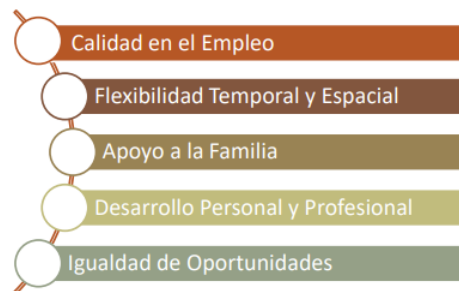 Calidad en el Empleo
Flexibilidad Temporal y Espacial
Apoyo a la Familia
Desarrollo Personal y Profesional
Igualdad de Oportunidades